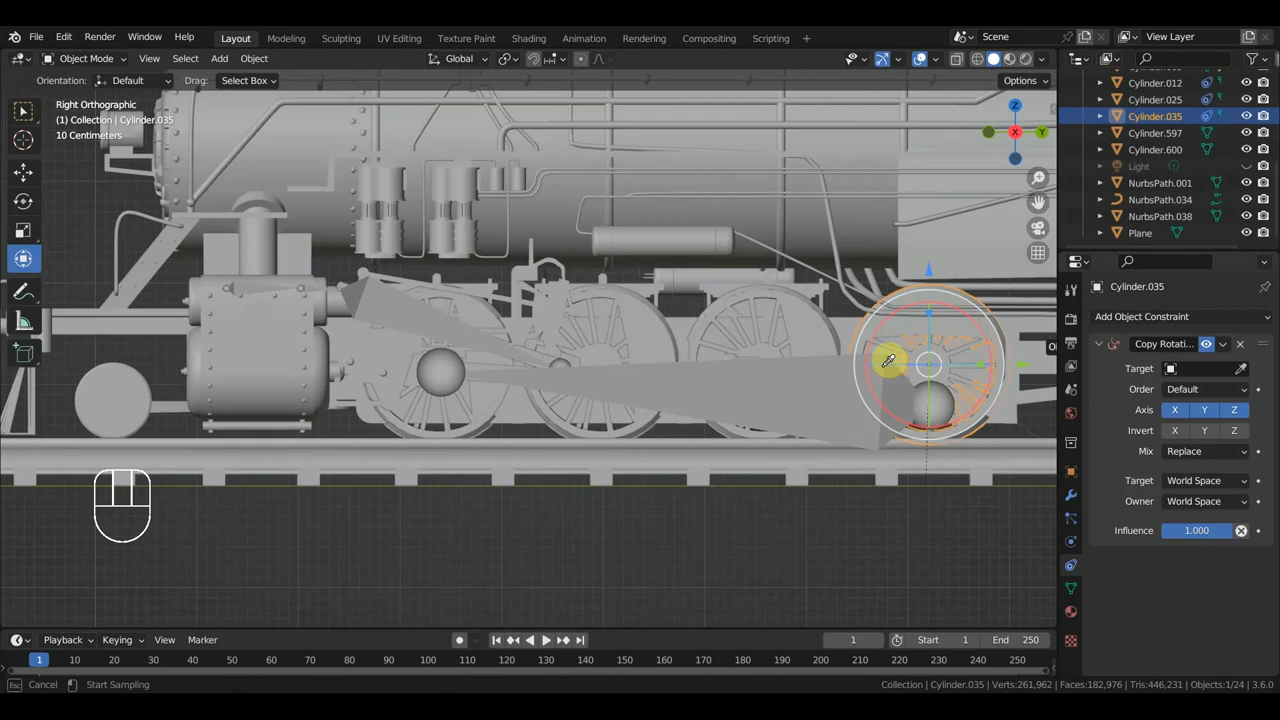 File Edit Render Window Help Layout Modeling Sculpting UV Editing Texture Paint Shading Animation Rendering Compositing Scripting + Scene View Layer
Object Mode View Select Add Object Global
Orientation: Default Drag: Select Box Options
Right Orthographic
(1) Collection | Cylinder.035
10 Centimeters
Z
X
Y
Cylinder.012
Cylinder.025
Cylinder.035
Cylinder.597
Cylinder.600
Light
NurbsPath.001
NurbsPath.034
NurbsPath.038
Plane
Cylinder.035
Add Object Constraint
Copy Rotati...
Target
Order Default
Axis X Y Z
Invert X Y Z
Mix Replace
Target World Space
Owner World Space
Influence 1.000
Playback Keying View Marker 1 Start 1 End 250
1 10 20 30 40 50 60 70 80 90 100 110 120 130 140 150 160 170 180 190 200 210 220 230 240 250
Esc Cancel Start Sampling Collection | Cylinder.035 | Verts:261,962 | Faces:182,976 | Tris:446,231 | Objects:1/24 | 3.6.0